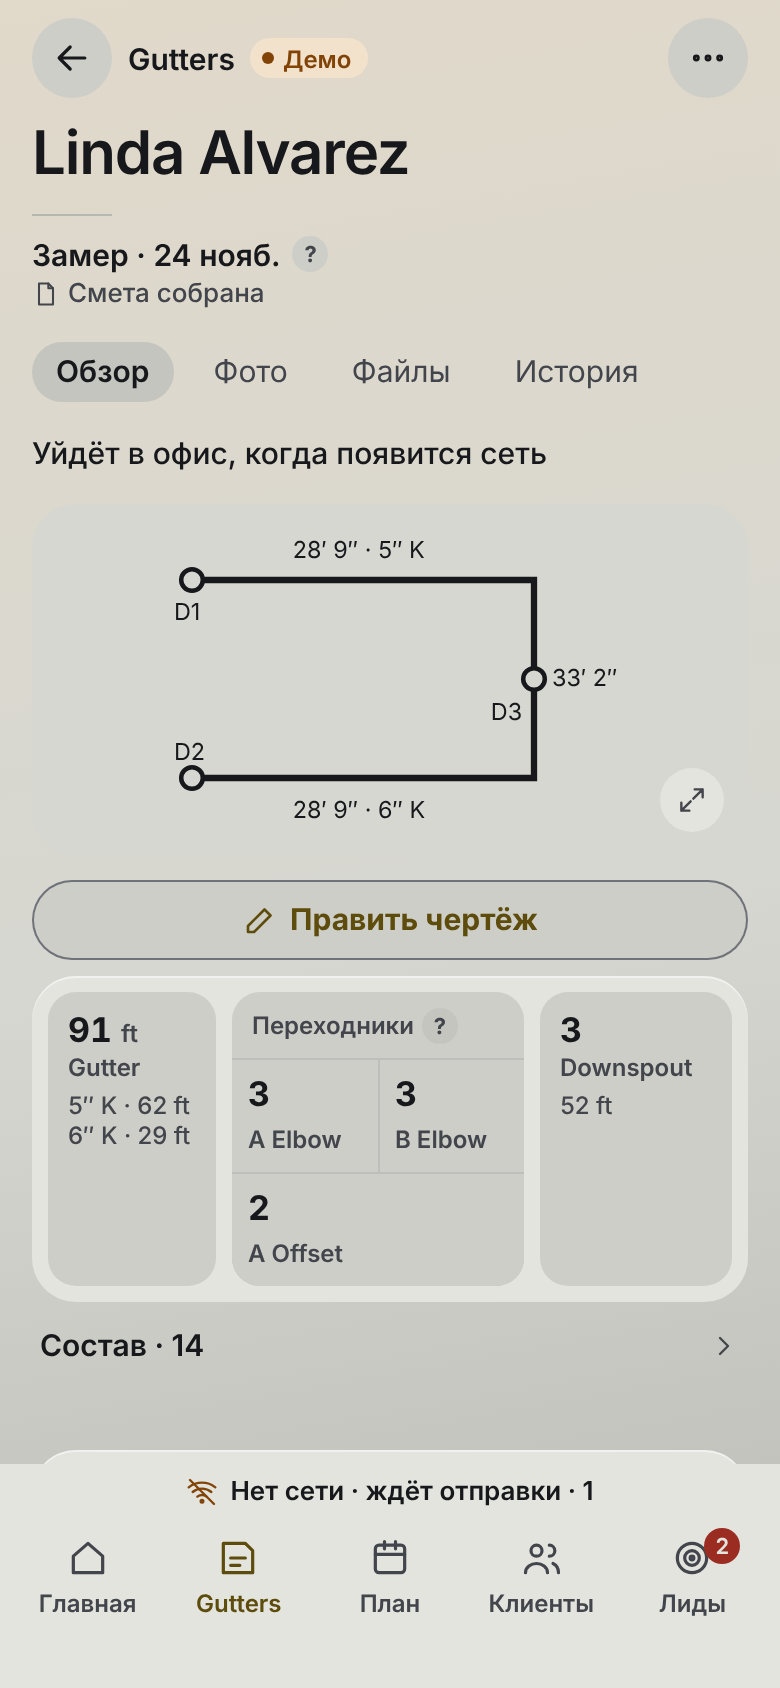 Gutters
Демо
Linda Alvarez
Замер · 24 нояб. ?
Смета собрана
Обзор Фото Файлы История
Уйдёт в офис, когда появится сеть
28′ 9″ · 5″ K
D1
33′ 2″
D3
D2
28′ 9″ · 6″ K
Править чертёж
91 ft
Gutter
5″ K · 62 ft
6″ K · 29 ft
Переходники ?
3
A Elbow
3
B Elbow
2
A Offset
3
Downspout
52 ft
Состав · 14
Нет сети · ждёт отправки · 1
2
Главная Gutters План Клиенты Лиды